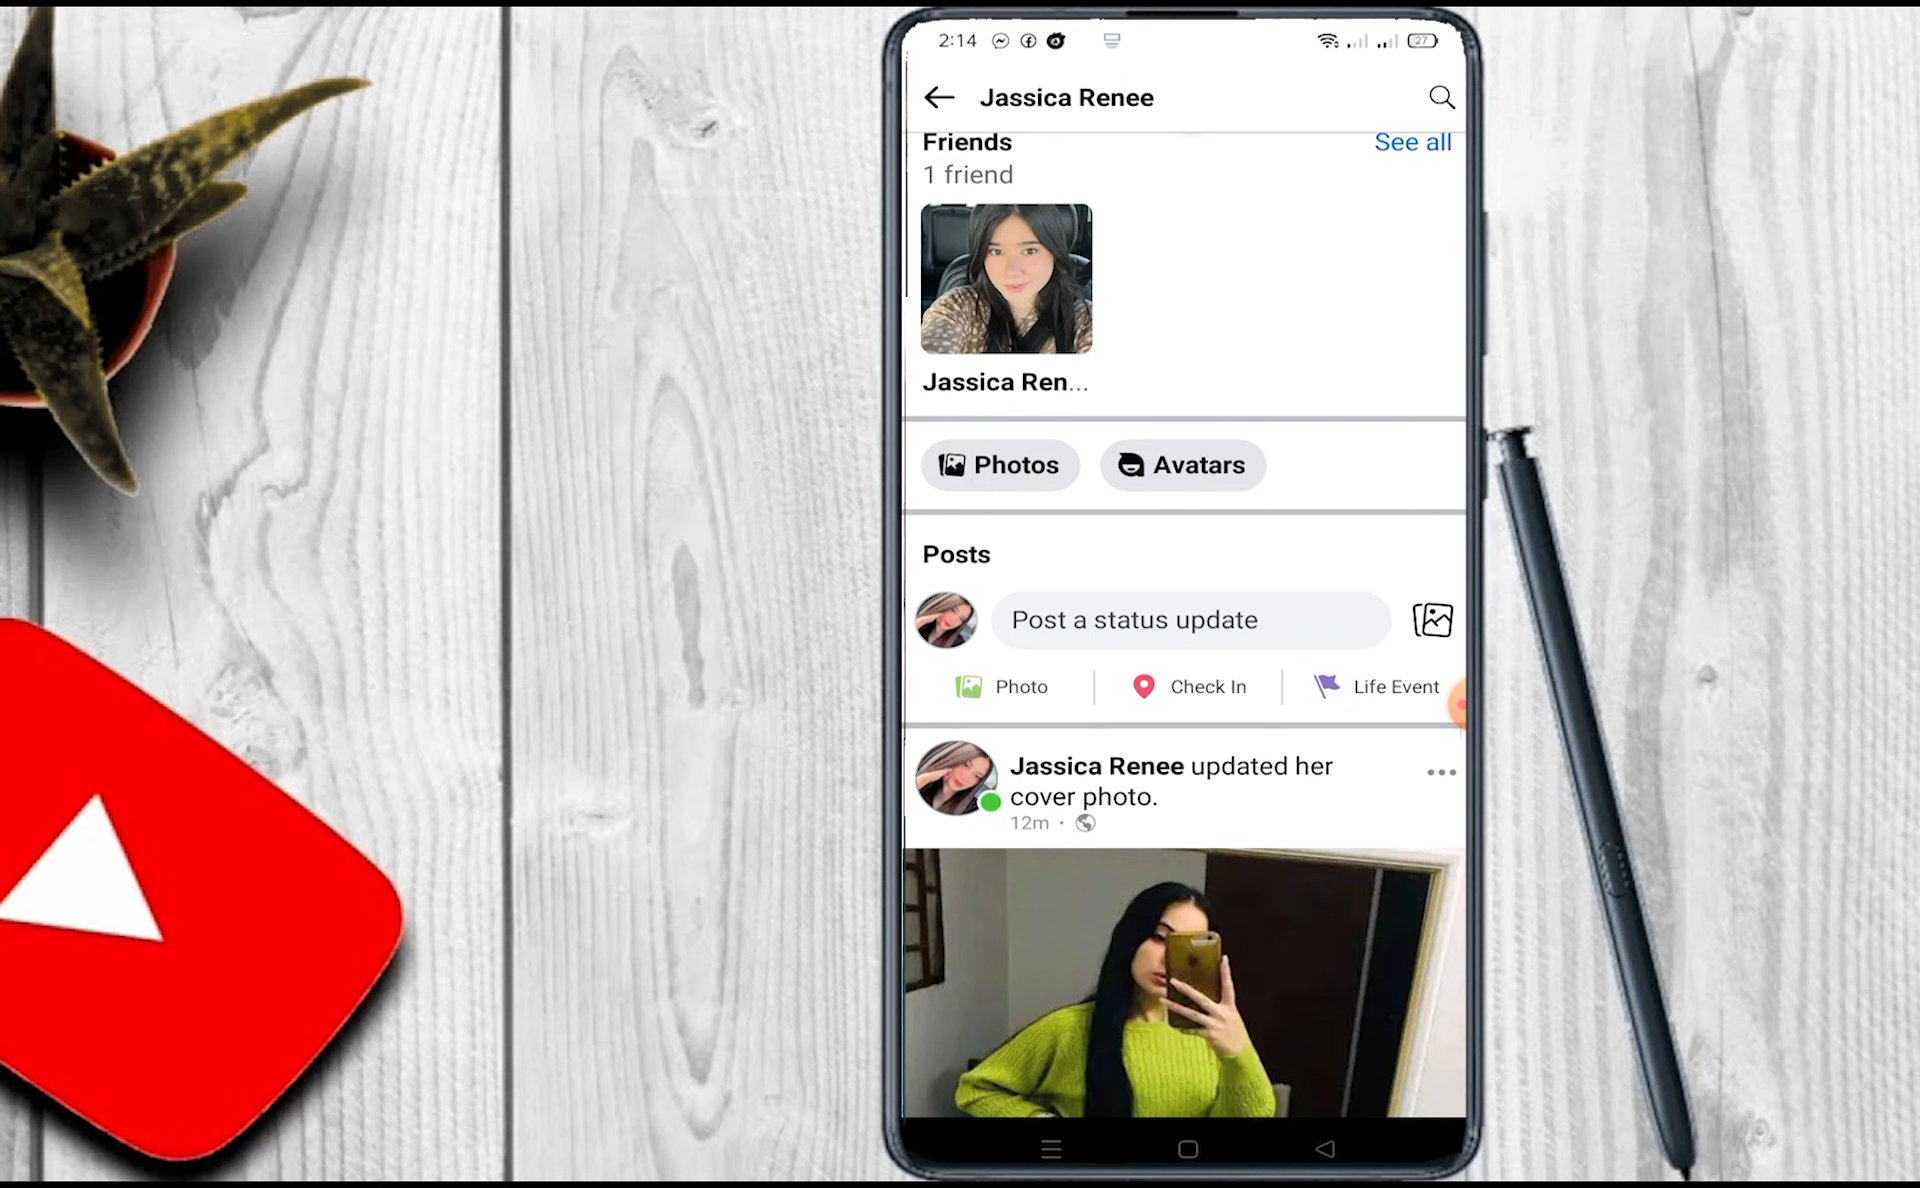 2:14
27
Jassica Renee
Friends
See all
1 friend
Jassica Ren...
Photos
Avatars
Posts
Post a status update
Photo
Check In
Life Event
Jassica Renee updated her
cover photo.
12m ·